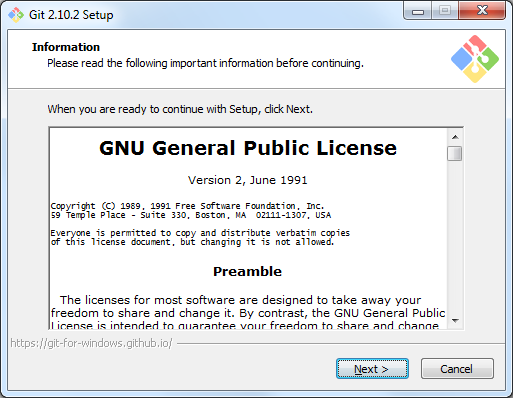 Git 2.10.2 Setup
Information
Please read the following important information before continuing.
When you are ready to continue with Setup, click Next.
GNU General Public License
Version 2, June 1991
Copyright (C) 1989, 1991 Free Software Foundation, Inc.
59 Temple Place - Suite 330, Boston, MA  02111-1307, USA
Everyone is permitted to copy and distribute verbatim copies
of this license document, but changing it is not allowed.
Preamble
The licenses for most software are designed to take away your
freedom to share and change it. By contrast, the GNU General Public
License is intended to guarantee your freedom to share and change
https://git-for-windows.github.io/
Next >
Cancel